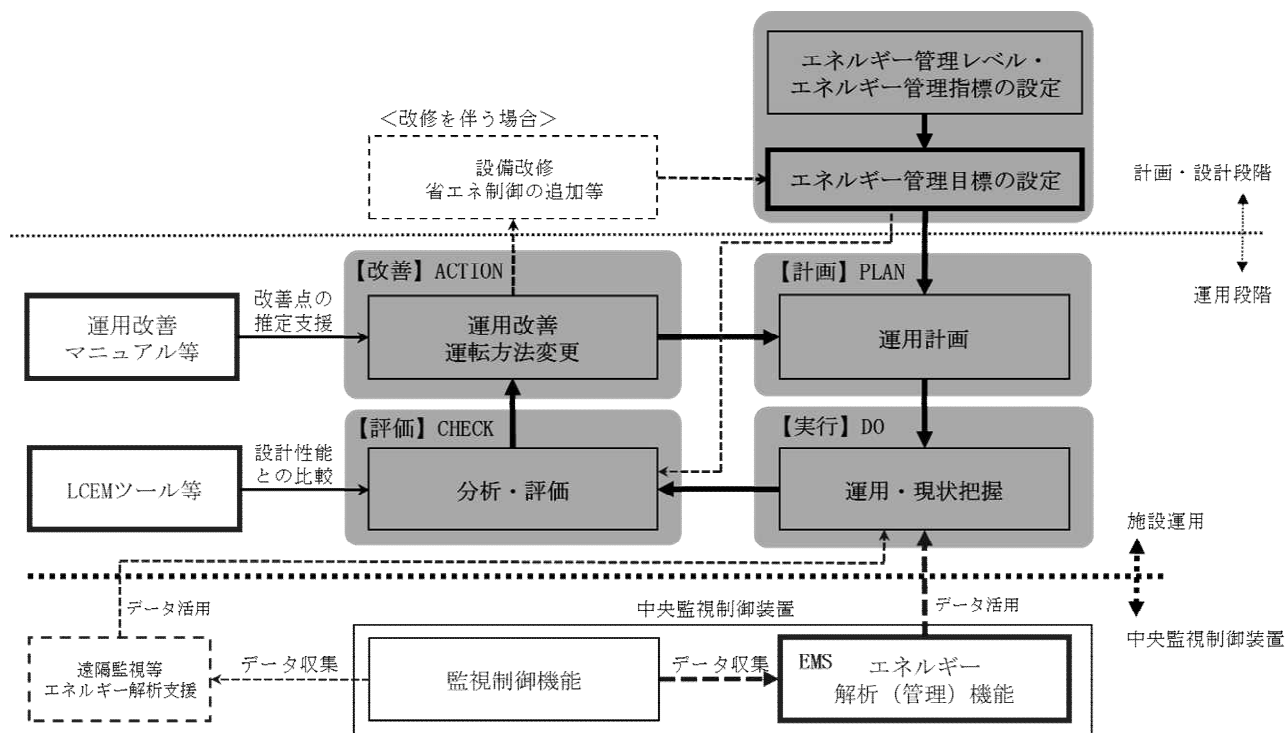 エネルギー管理レベル・
エネルギー管理指標の設定
＜改修を伴う場合＞
設備改修
省エネ制御の追加等
エネルギー管理目標の設定
計画・設計段階
運用段階
【改善】ACTION
【計画】PLAN
運用改善
マニュアル等
改善点の
推定支援
運用改善
運転方法変更
運用計画
【評価】CHECK
【実行】DO
LCEMツール等
設計性能
との比較
分析・評価
運用・現状把握
施設運用
中央監視制御装置
データ活用
中央監視制御装置
データ活用
遠隔監視等
エネルギー解析支援
データ収集
監視制御機能
データ収集
EMS
エネルギー
解析（管理）機能